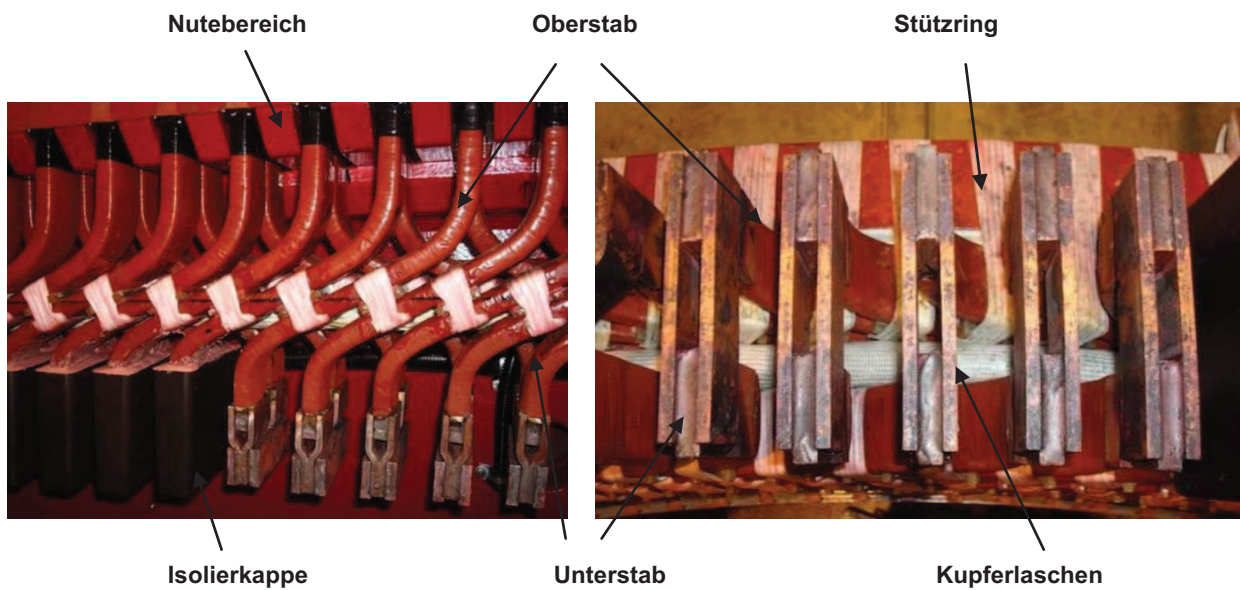 Nutebereich
Oberstab
Stützring
Isolierkappe
Unterstab
Kupferlaschen